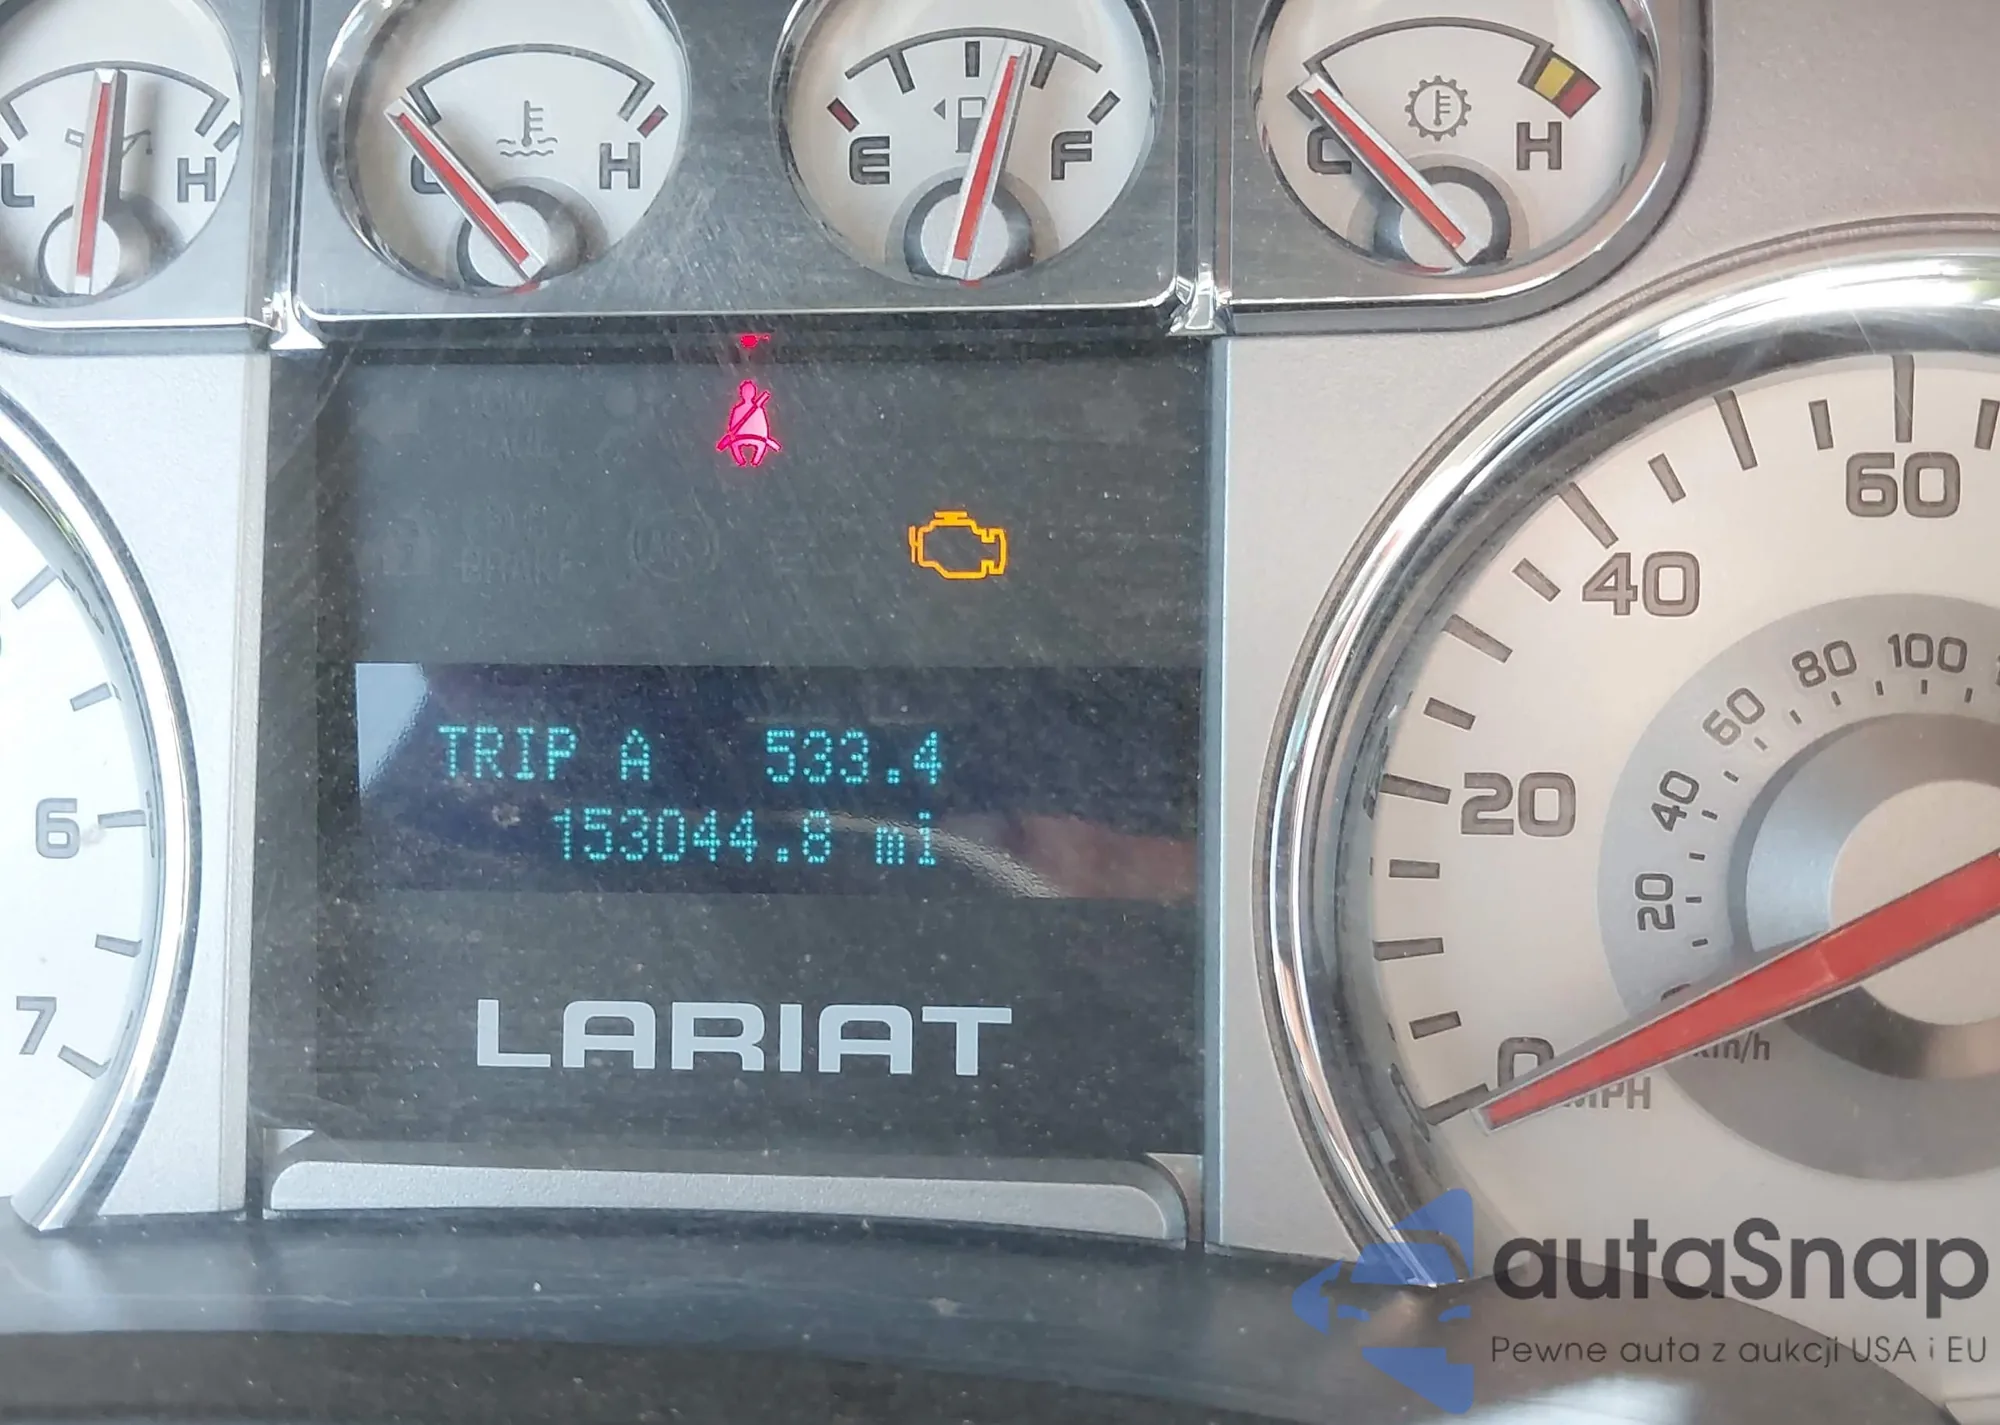 L H
C H
E F
C H
60
40
80 100
60
40
20
20
0
km/h
MPH
6
7
TRIP A 533.4
153044.8 mi
LARIAT
autaSnap
Pewne auta z aukcji USA i EU